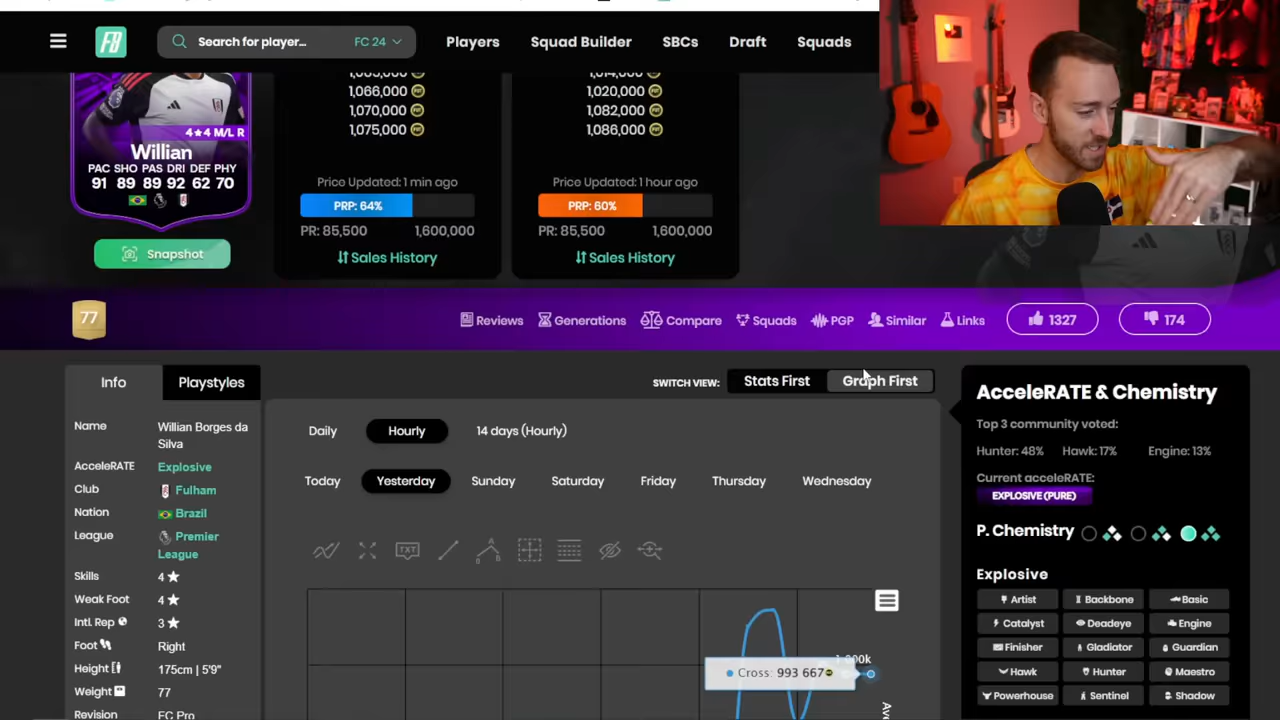 Search for player...
FC 24
Players
Squad Builder
SBCs
Draft
Squads
4★4 M/L R
Willian
PAC SHO PAS DRI DEF PHY
91 89 89 92 62 70
Snapshot
1,066,000
1,070,000
1,075,000
Price Updated: 1 min ago
PRP: 64%
PR: 85,500 1,600,000
Sales History
1,020,000
1,082,000
1,086,000
Price Updated: 1 hour ago
PRP: 60%
PR: 85,500 1,600,000
Sales History
77
Reviews
Generations
Compare
Squads
PGP
Similar
Links
1327
174
Info
Playstyles
Name Willian Borges da Silva
AcceleRATE Explosive
Club Fulham
Nation Brazil
League Premier League
Skills 4★
Weak Foot 4★
Intl. Rep 3★
Foot Right
Height 175cm | 5'9"
Weight 77
Revision FC Pro
SWITCH VIEW: Stats First Graph First
Daily Hourly 14 days (Hourly)
Today Yesterday Sunday Saturday Friday Thursday Wednesday
TXT
Cross: 993 667
AcceleRATE & Chemistry
Top 3 community voted:
Hunter: 48% Hawk: 17% Engine: 13%
Current acceleRATE:
EXPLOSIVE (PURE)
P. Chemistry
Explosive
Artist Backbone Basic
Catalyst Deadeye Engine
Finisher Gladiator Guardian
Hawk Hunter Maestro
Powerhouse Sentinel Shadow